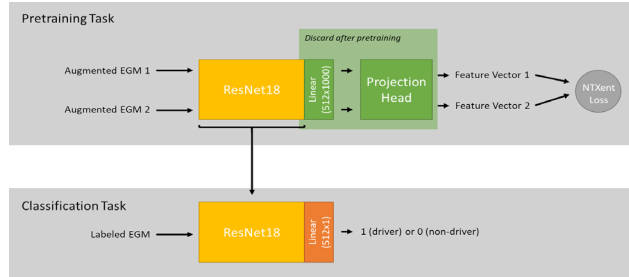 Pretraining Task
Discard after pretraining
Augmented EGM 1
Augmented EGM 2
ResNet18
Linear
(512x1000)
Projection
Head
Feature Vector 1
Feature Vector 2
NTXent
Loss
Classification Task
Labeled EGM
ResNet18
Linear
(512x1)
1 (driver) or 0 (non-driver)